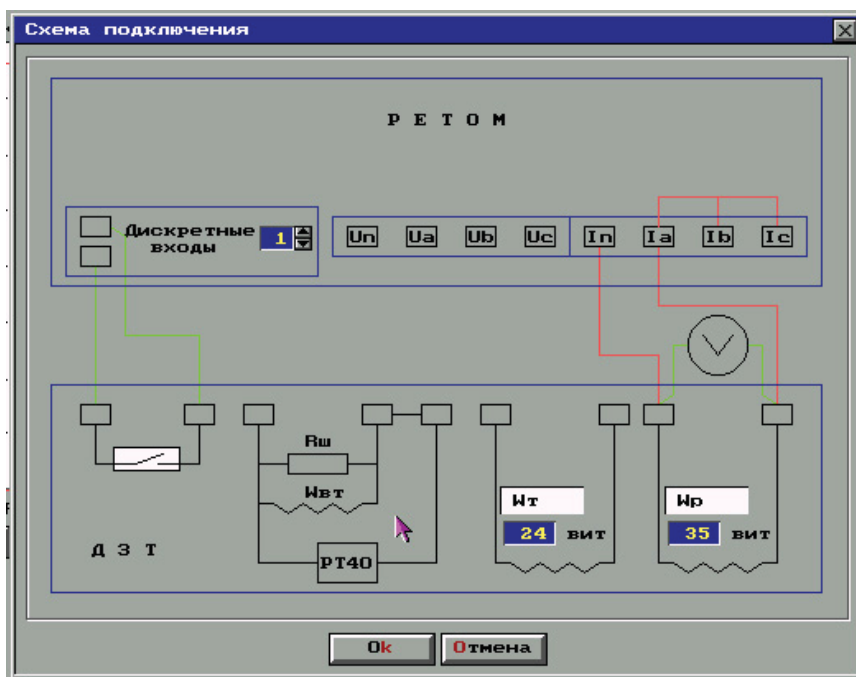 Схема подключения
Р Е Т О М
Дискретные
входы
1
Un Ua Ub Uc In Ia Ib Ic
V
Rш
Wвт
РТ40
Д З Т
Wт
24 вит
Wр
35 вит
Ok Отмена